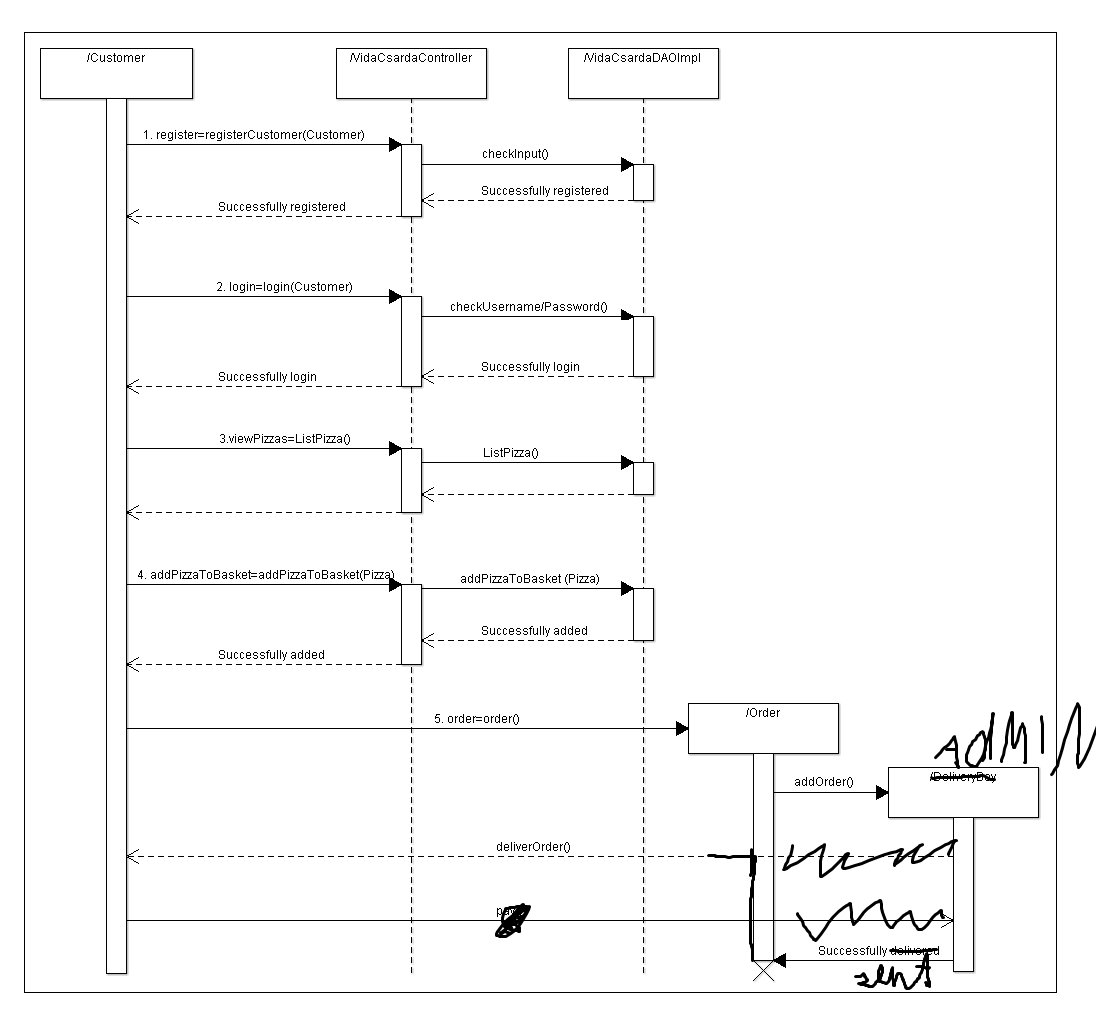 /Customer
/VidaCsardaController
/VidaCsardaDAOImpl
1. register=registerCustomer(Customer)
checkInput()
Successfully registered
Successfully registered
2. login=login(Customer)
checkUsername/Password()
Successfully login
Successfully login
3.viewPizzas=ListPizza()
ListPizza()
4. addPizzaToBasket=addPizzaToBasket(Pizza)
addPizzaToBasket (Pizza)
Successfully added
Successfully added
/Order
5. order=order()
ADMIN
/DeliveryBoy
addOrder()
deliverOrder()
Successfully delivered
sent